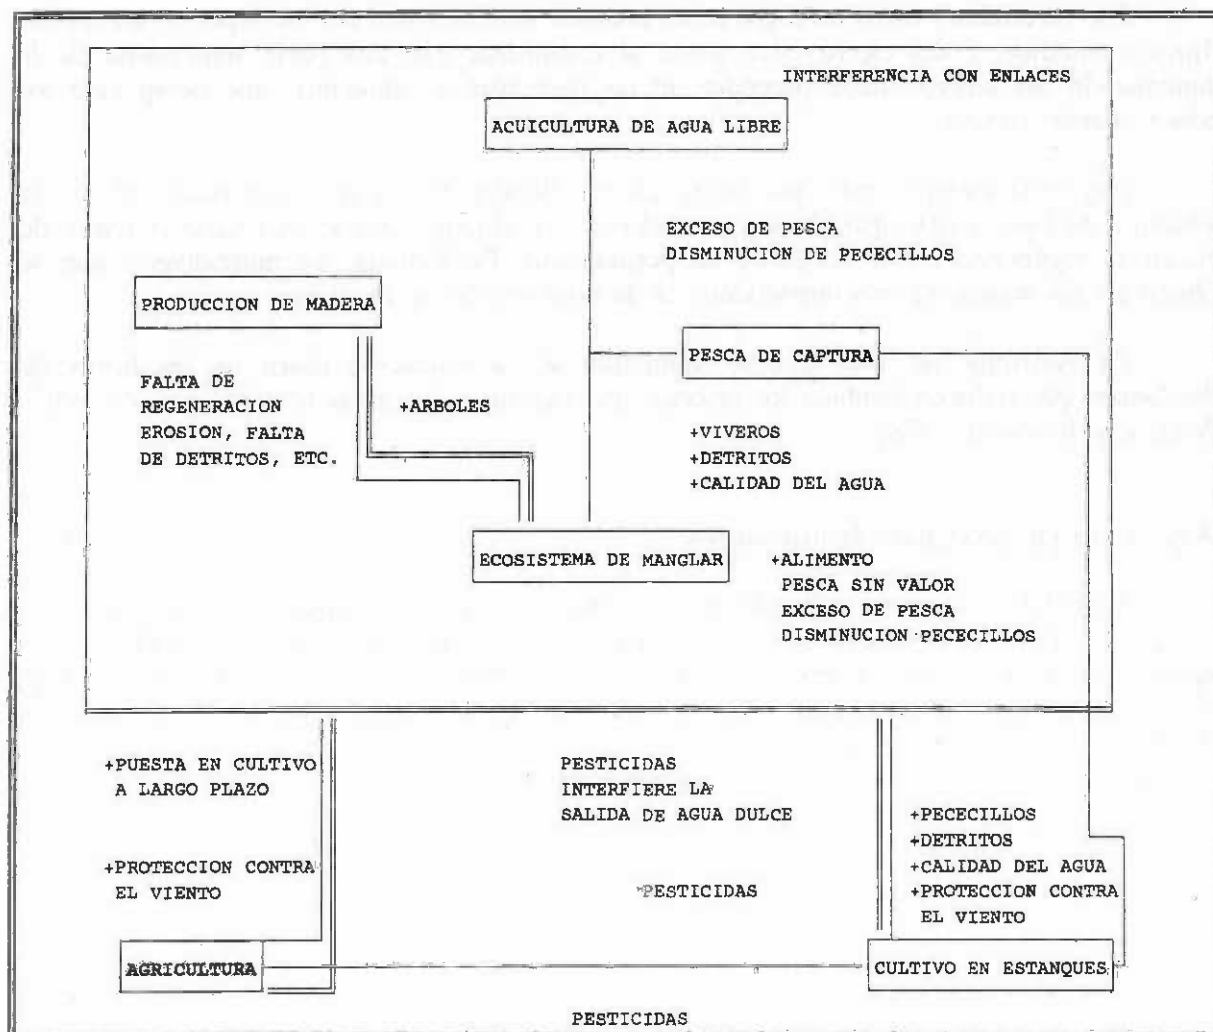 INTERFERENCIA CON ENLACES
ACUICULTURA DE AGUA LIBRE
EXCESO DE PESCA
DISMINUCION DE PECECILLOS
PRODUCCION DE MADERA
PESCA DE CAPTURA
FALTA DE
REGENERACION
EROSION, FALTA
DE DETRITOS, ETC.
+ARBOLES
+VIVEROS
+DETRITOS
+CALIDAD DEL AGUA
ECOSISTEMA DE MANGLAR
+ALIMENTO
PESCA SIN VALOR
EXCESO DE PESCA
DISMINUCION PECECILLOS
+PUESTA EN CULTIVO
A LARGO PLAZO
+PROTECCION CONTRA
EL VIENTO
PESTICIDAS
INTERFIERE LA
SALIDA DE AGUA DULCE
PESTICIDAS
+PECECILLOS
+DETRITOS
+CALIDAD DEL AGUA
+PROTECCION CONTRA
EL VIENTO
AGRICULTURA
CULTIVO EN ESTANQUES
PESTICIDAS